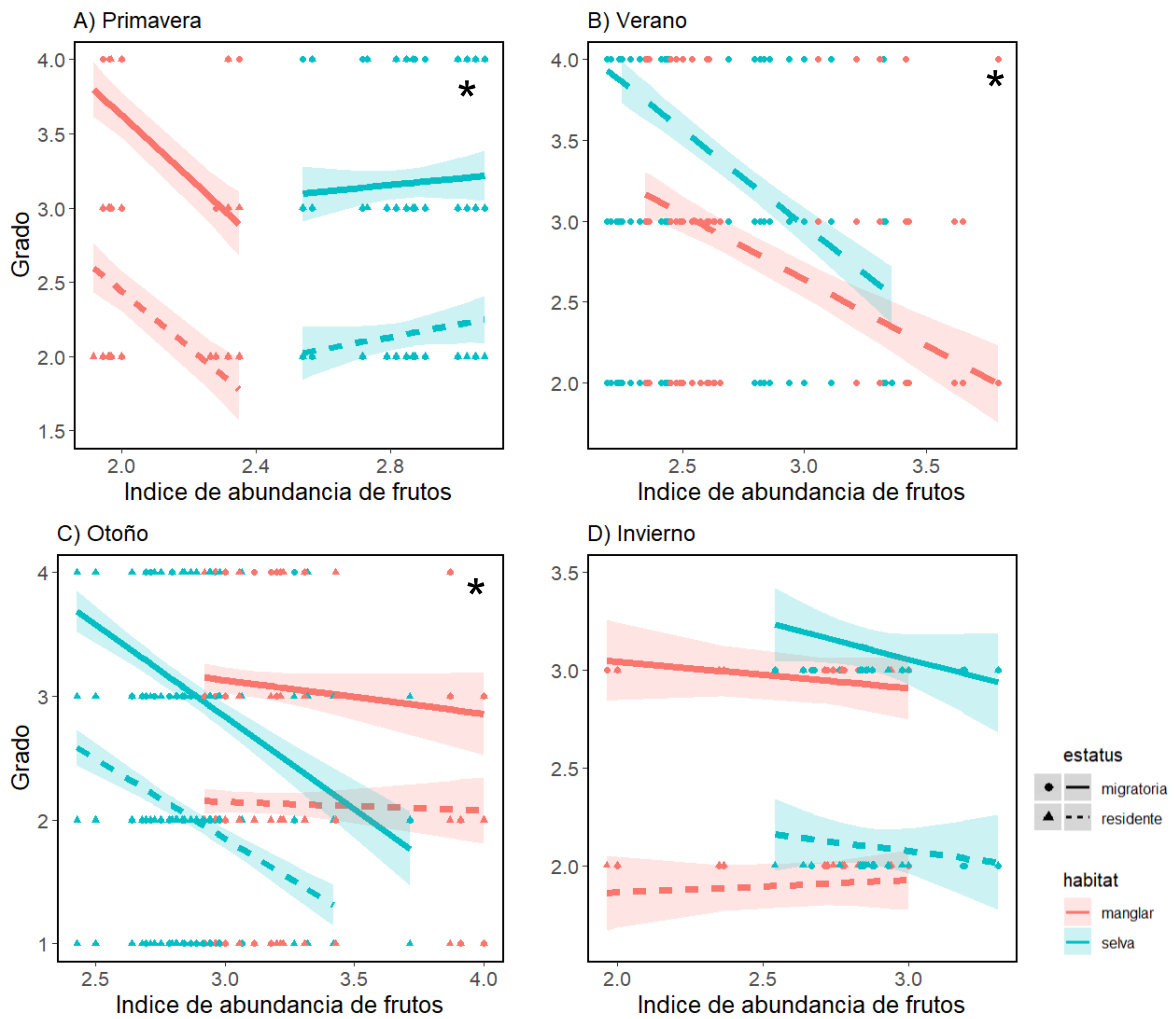 A) Primavera
B) Verano
4.0
3.5
3.0
2.5
2.0
1.5
Grado
*
2.0 2.4 2.8
Indice de abundancia de frutos
4.0
3.5
3.0
2.5
2.0
*
2.5 3.0 3.5
Indice de abundancia de frutos
C) Otoño
D) Invierno
4
3
2
1
Grado
*
2.5 3.0 3.5 4.0
Indice de abundancia de frutos
3.5
3.0
2.5
2.0
2.0 2.5 3.0
Indice de abundancia de frutos
estatus
migratoria
residente
habitat
manglar
selva